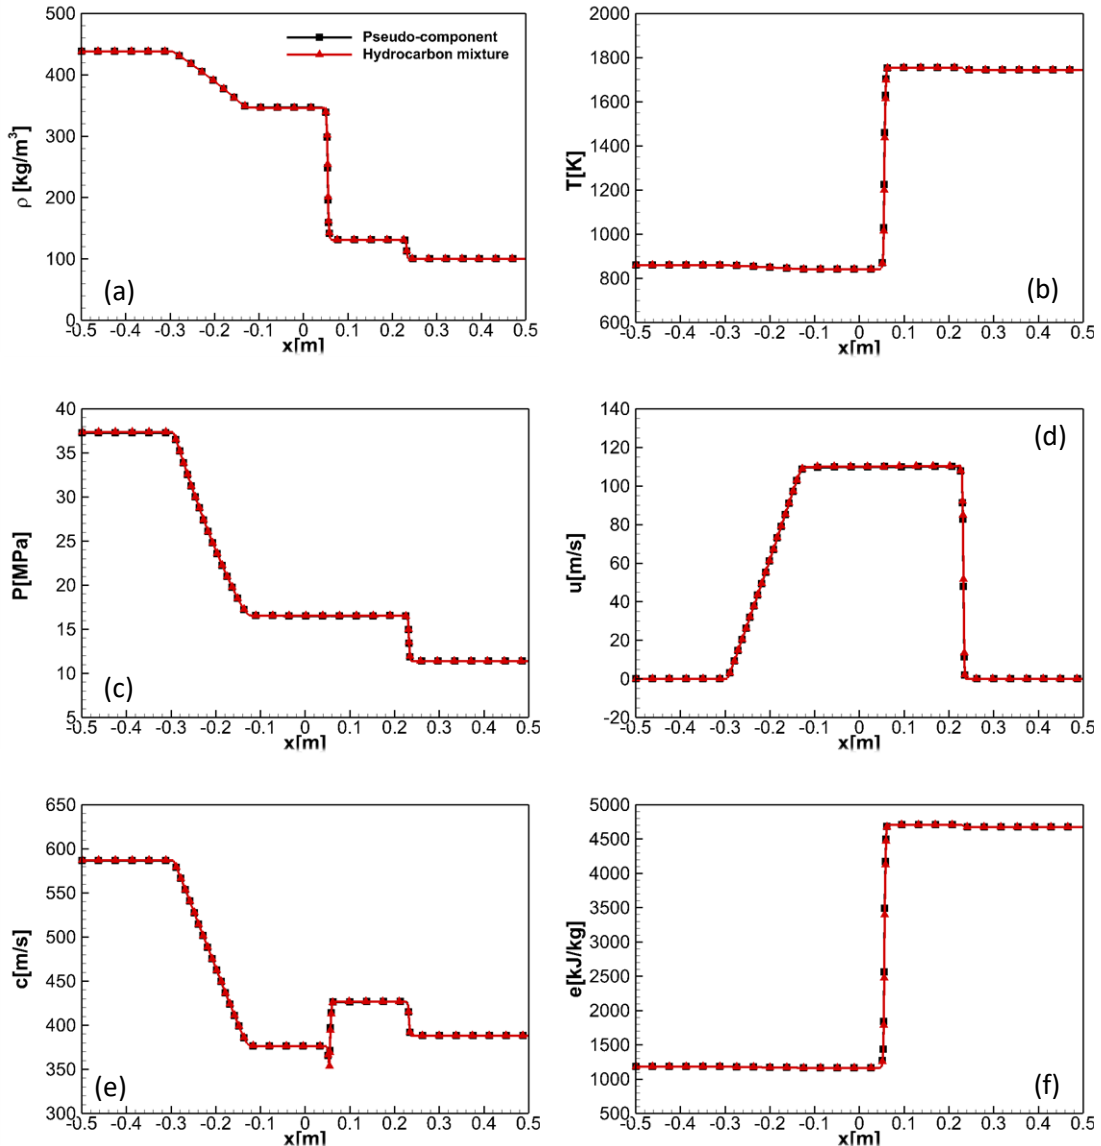 500
400
300
200
100
0
ρ [kg/m³]
Pseudo-component
Hydrocarbon mixture
(a)
-0.5 -0.4 -0.3 -0.2 -0.1 0 0.1 0.2 0.3 0.4 0.5
x[m]
2000
1800
1600
1400
1200
1000
800
600
T[K]
(b)
-0.5 -0.4 -0.3 -0.2 -0.1 0 0.1 0.2 0.3 0.4 0.5
x[m]
40
35
30
25
20
15
10
5
P[MPa]
(c)
-0.5 -0.4 -0.3 -0.2 -0.1 0 0.1 0.2 0.3 0.4 0.5
x[m]
140
120
100
80
60
40
20
0
-20
u[m/s]
(d)
-0.5 -0.4 -0.3 -0.2 -0.1 0 0.1 0.2 0.3 0.4 0.5
x[m]
650
600
550
500
450
400
350
300
c[m/s]
(e)
-0.5 -0.4 -0.3 -0.2 -0.1 0 0.1 0.2 0.3 0.4 0.5
x[m]
5000
4500
4000
3500
3000
2500
2000
1500
1000
500
e[kJ/kg]
(f)
-0.5 -0.4 -0.3 -0.2 -0.1 0 0.1 0.2 0.3 0.4 0.5
x[m]